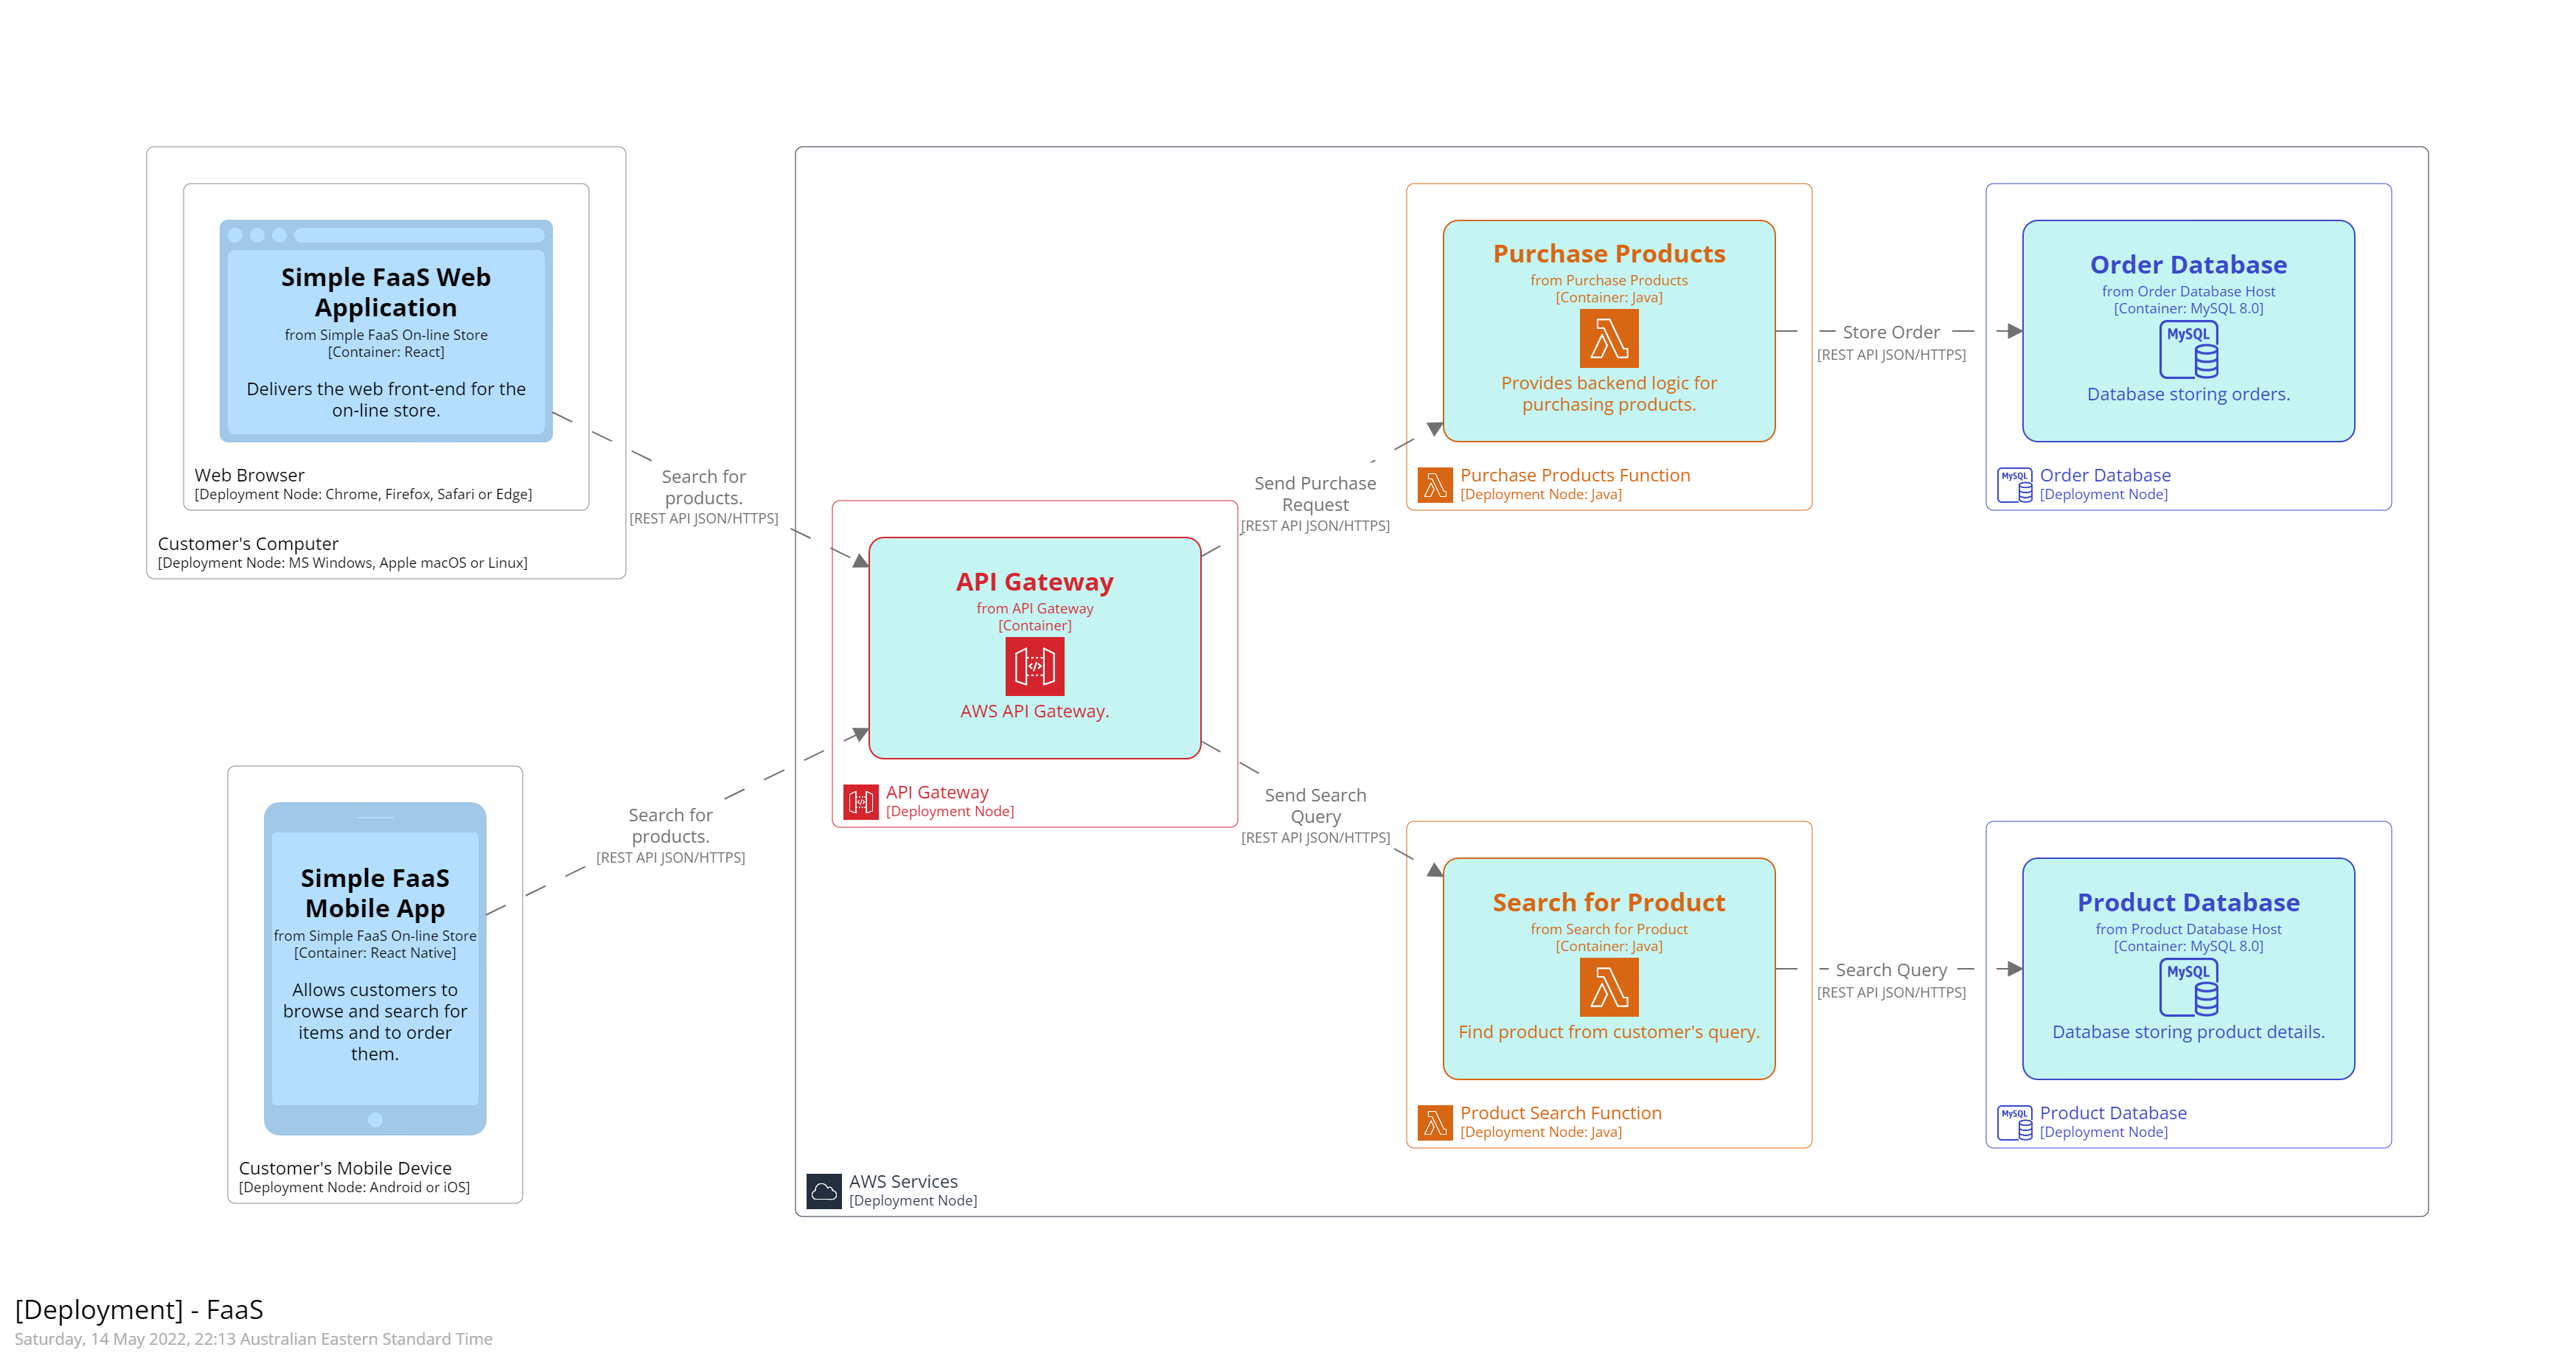 Simple FaaS Web
Application
from Simple FaaS On-line Store
[Container: React]
Delivers the web front-end for the
on-line store.
Web Browser
[Deployment Node: Chrome, Firefox, Safari or Edge]
Customer's Computer
[Deployment Node: MS Windows, Apple macOS or Linux]
Search for
products.
[REST API JSON/HTTPS]
Simple FaaS
Mobile App
from Simple FaaS On-line Store
[Container: React Native]
Allows customers to
browse and search for
items and to order
them.
Customer's Mobile Device
[Deployment Node: Android or iOS]
Search for
products.
[REST API JSON/HTTPS]
API Gateway
from API Gateway
[Container]
AWS API Gateway.
API Gateway
[Deployment Node]
Send Purchase
Request
[REST API JSON/HTTPS]
Send Search
Query
[REST API JSON/HTTPS]
Purchase Products
from Purchase Products
[Container: Java]
Provides backend logic for
purchasing products.
Purchase Products Function
[Deployment Node: Java]
Store Order
[REST API JSON/HTTPS]
Order Database
from Order Database Host
[Container: MySQL 8.0]
MySQL
Database storing orders.
MySQL
Order Database
[Deployment Node]
Search for Product
from Search for Product
[Container: Java]
Find product from customer's query.
Product Search Function
[Deployment Node: Java]
Search Query
[REST API JSON/HTTPS]
Product Database
from Product Database Host
[Container: MySQL 8.0]
MySQL
Database storing product details.
MySQL
Product Database
[Deployment Node]
AWS Services
[Deployment Node]
[Deployment] - FaaS
Saturday, 14 May 2022, 22:13 Australian Eastern Standard Time